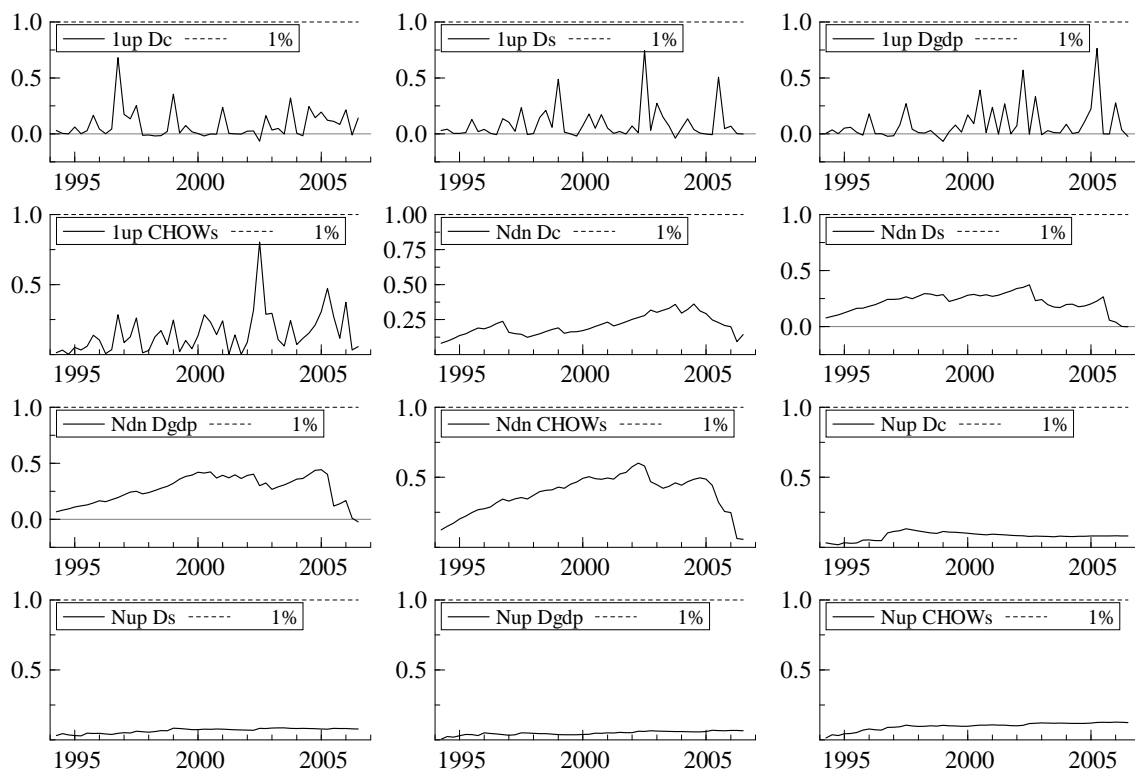 1.0 1up Dc 1%
0.5
0.0
1995 2000 2005
1.0 1up Ds 1%
0.5
0.0
1995 2000 2005
1.0 1up Dgdp 1%
0.5
0.0
1995 2000 2005
1.0 1up CHOWs 1%
0.5
1995 2000 2005
1.00 Ndn Dc 1%
0.75
0.50
0.25
1995 2000 2005
1.0 Ndn Ds 1%
0.5
0.0
1995 2000 2005
1.0 Ndn Dgdp 1%
0.5
0.0
1995 2000 2005
1.0 Ndn CHOWs 1%
0.5
1995 2000 2005
1.0 Nup Dc 1%
0.5
1995 2000 2005
1.0 Nup Ds 1%
0.5
1995 2000 2005
1.0 Nup Dgdp 1%
0.5
1995 2000 2005
1.0 Nup CHOWs 1%
0.5
1995 2000 2005